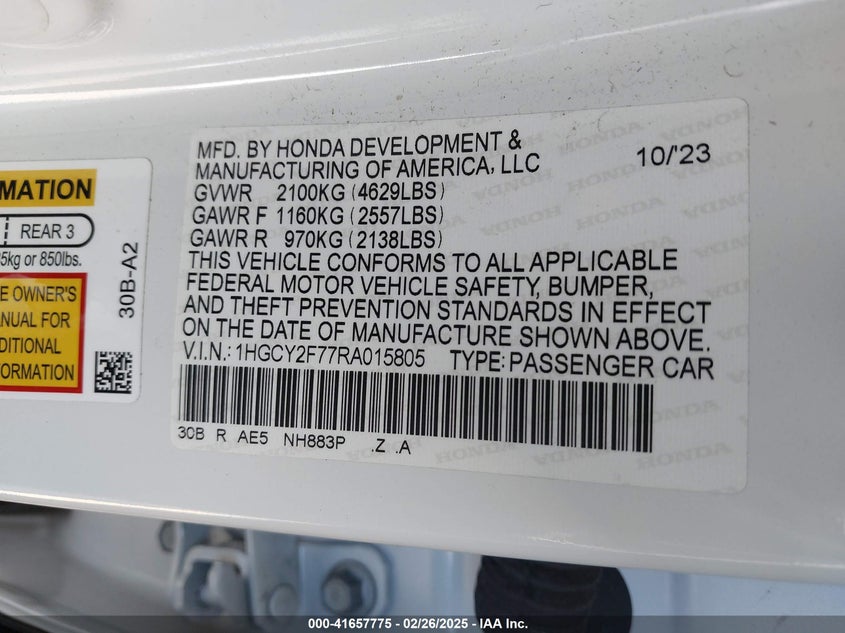 MATION
REAR 3
5kg or 850lbs.
E OWNER'S
ANUAL FOR
DDITIONAL
FORMATION
30B-A2
MFD. BY HONDA DEVELOPMENT &
MANUFACTURING OF AMERICA, LLC 10/'23
GVWR 2100KG (4629LBS)
GAWR F 1160KG (2557LBS)
GAWR R 970KG (2138LBS)
THIS VEHICLE CONFORMS TO ALL APPLICABLE
FEDERAL MOTOR VEHICLE SAFETY, BUMPER,
AND THEFT PREVENTION STANDARDS IN EFFECT
ON THE DATE OF MANUFACTURE SHOWN ABOVE.
V.I.N.: 1HGCY2F77RA015805 TYPE: PASSENGER CAR
30B R AE5 NH883P .Z .A
000-41657775 - 02/26/2025 - IAA Inc.